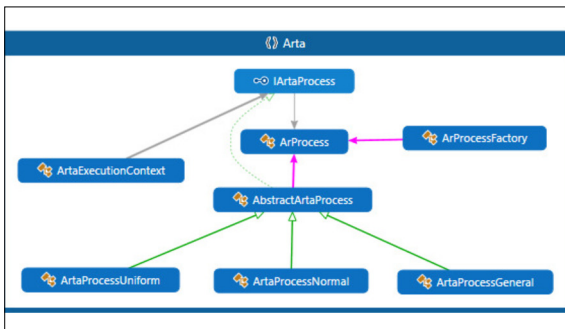 Arta
IArtaProcess
ArProcess
ArProcessFactory
ArtaExecutionContext
AbstractArtaProcess
ArtaProcessUniform
ArtaProcessNormal
ArtaProcessGeneral